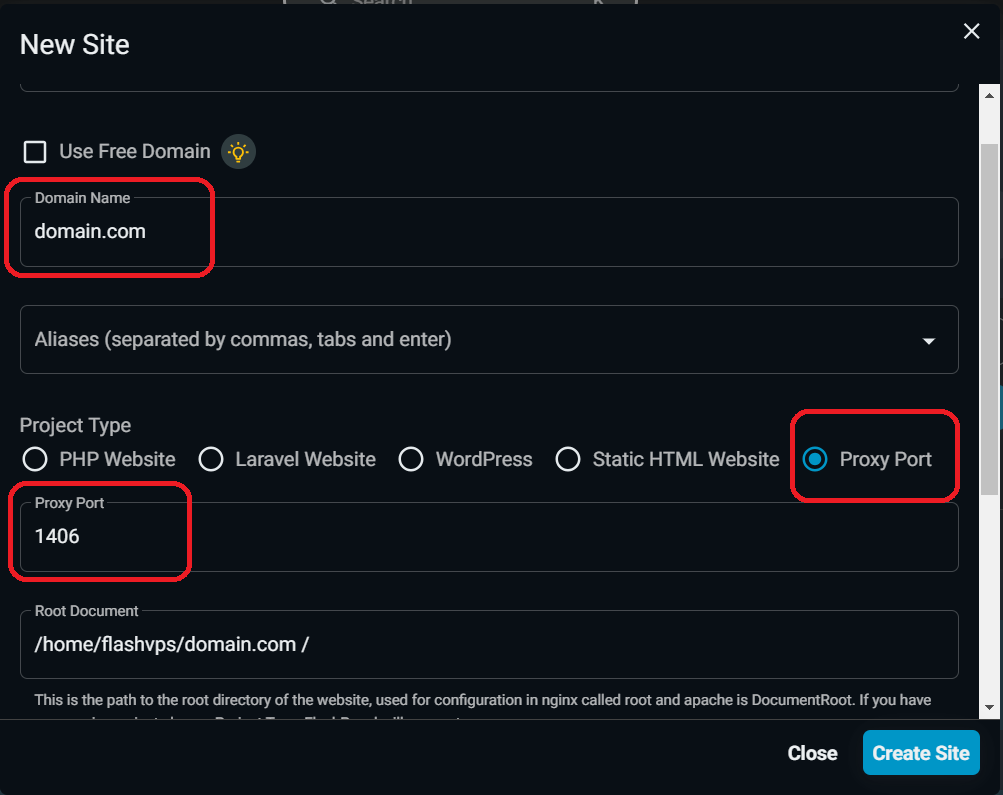 Search
New Site
Use Free Domain
Domain Name
domain.com
Aliases (separated by commas, tabs and enter)
Project Type
PHP Website
Laravel Website
WordPress
Static HTML Website
Proxy Port
Proxy Port
1406
Root Document
/home/flashvps/domain.com /
This is the path to the root directory of the website, used for configuration in nginx called root and apache is DocumentRoot. If you have
Close
Create Site